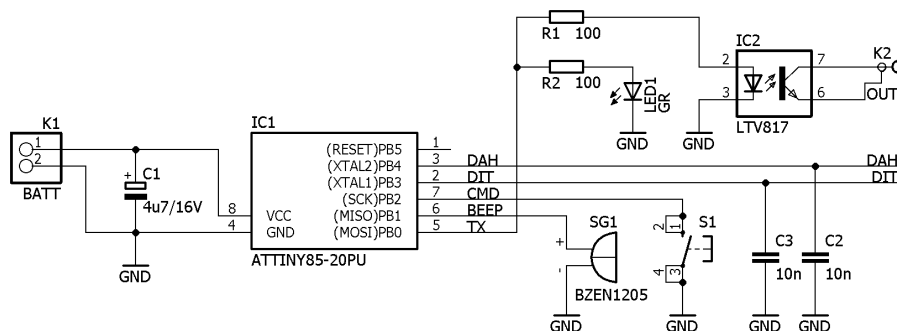 R1 100
IC2
2 7 K2
R2 100
LED1
GR
3 6 OUT
LTV817
GND GND
K1
1
2
BATT
+ C1
4u7/16V
GND
IC1
(RESET)PB5 1
(XTAL2)PB4 3 DAH DAH
(XTAL1)PB3 2 DIT DIT
(SCK)PB2 7 CMD
8 VCC (MISO)PB1 6 BEEP
4 GND (MOSI)PB0 5 TX
ATTINY85-20PU
SG1
+
-
BZEN1205
GND
S1
2 1
4 3
GND
C3
10n
GND
C2
10n
GND